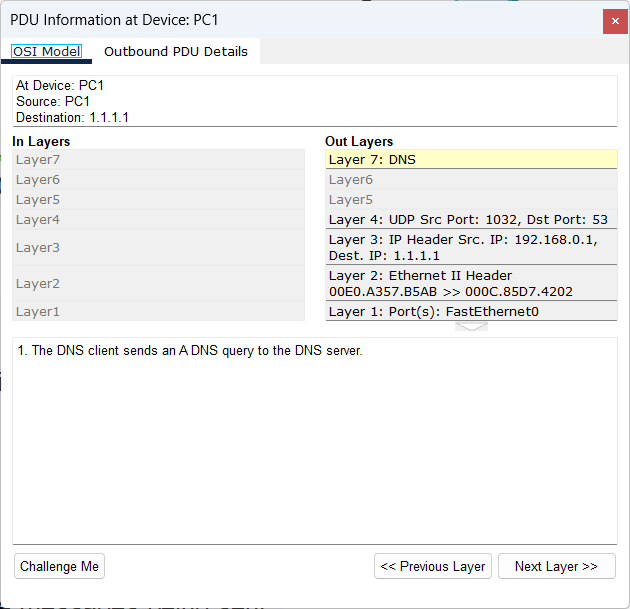 PDU Information at Device: PC1
OSI Model
Outbound PDU Details
At Device: PC1
Source: PC1
Destination: 1.1.1.1
In Layers
Layer7
Layer6
Layer5
Layer4
Layer3
Layer2
Layer1
Out Layers
Layer 7: DNS
Layer6
Layer5
Layer 4: UDP Src Port: 1032, Dst Port: 53
Layer 3: IP Header Src. IP: 192.168.0.1,
Dest. IP: 1.1.1.1
Layer 2: Ethernet II Header
00E0.A357.B5AB >> 000C.85D7.4202
Layer 1: Port(s): FastEthernet0
1. The DNS client sends an A DNS query to the DNS server.
Challenge Me
<< Previous Layer
Next Layer >>